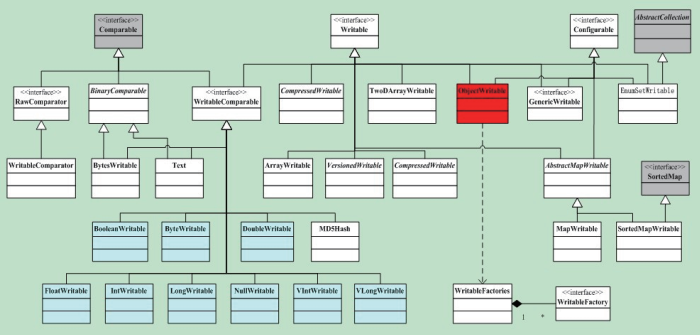 <<interface>>
Comparable
<<interface>>
Writable
<<interface>>
Configurable
AbstractCollection
<<interface>>
RawComparator
BinaryComparable
<<interface>>
WritableComparable
CompressedWritable
TwoDArrayWritable
ObjectWritable
<<interface>>
GenericWritable
EnumSetWritable
WritableComparator
BytesWritable
Text
ArrayWritable
VersionedWritable
CompressedWritable
AbstractMapWritable
<<interface>>
SortedMap
BooleanWritable
ByteWritable
DoubleWritable
MD5Hash
MapWritable
SortedMapWritable
FloatWritable
IntWritable
LongWritable
NullWritable
VIntWritable
VLongWritable
WritableFactories
<<interface>>
WritableFactory
1
*